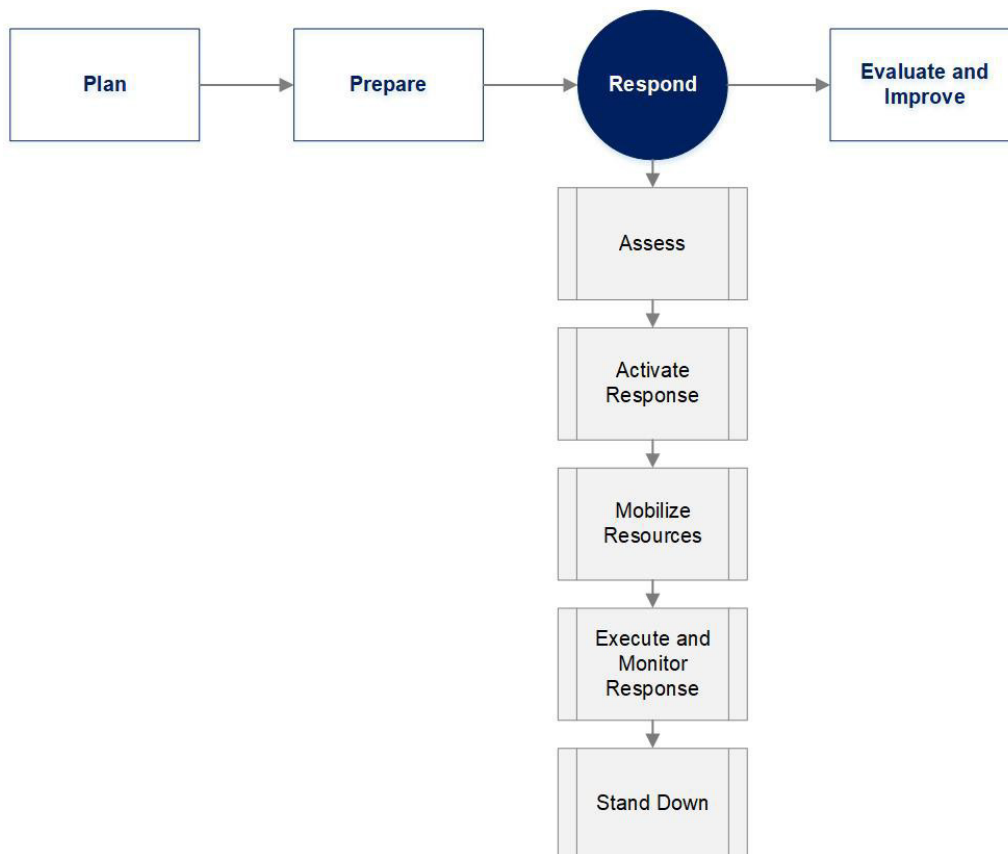 Plan
Prepare
Respond
Evaluate and
Improve
Assess
Activate
Response
Mobilize
Resources
Execute and
Monitor
Response
Stand Down